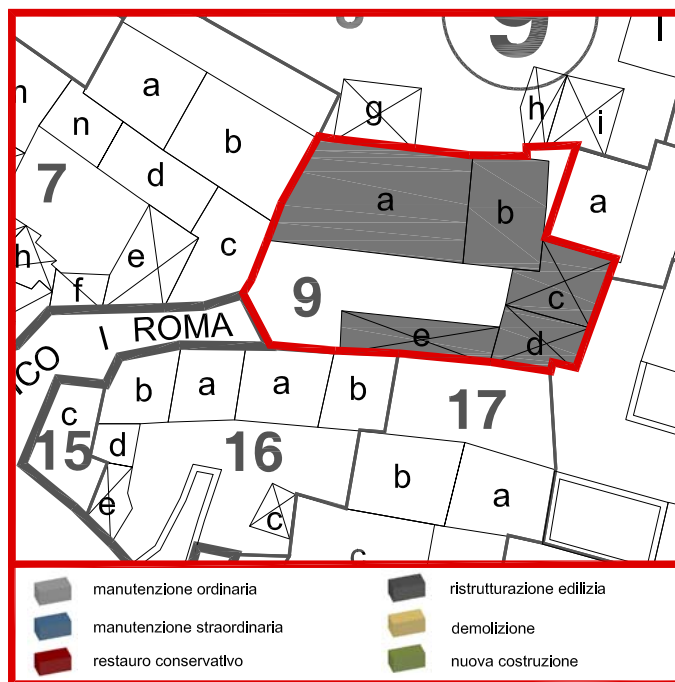 9
g
a
b
n
d
7
e
c
h
f
h
i
a
b
a
9
c
d
e
I ROMA
ICO
b
a
a
b
17
c
15
d
e
16
c
b
a
c
manutenzione ordinaria
manutenzione straordinaria
restauro conservativo
ristrutturazione edilizia
demolizione
nuova costruzione